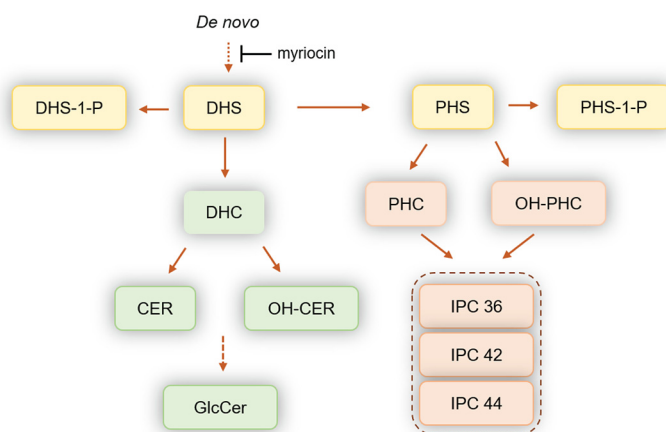 De novo
myriocin
DHS-1-P
DHS
PHS
PHS-1-P
DHC
PHC
OH-PHC
CER
OH-CER
IPC 36
IPC 42
IPC 44
GlcCer